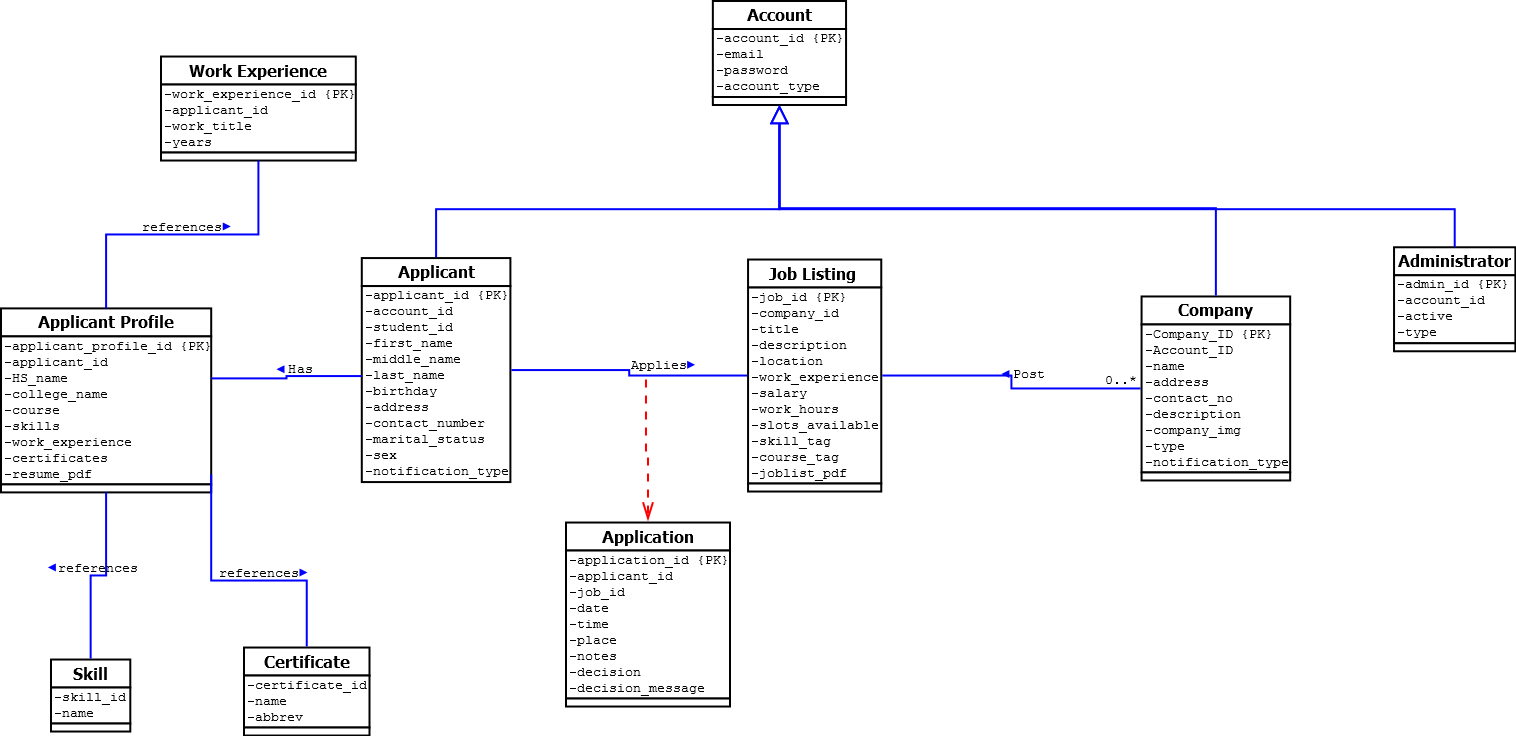 Account
-account_id {PK}
-email
-password
-account_type
Work Experience
-work_experience_id {PK}
-applicant_id
-work_title
-years
references
Applicant Profile
-applicant_profile_id {PK}
-applicant_id
-HS_name
-college_name
-course
-skills
-work_experience
-certificates
-resume_pdf
Has
Applicant
-applicant_id {PK}
-account_id
-student_id
-first_name
-middle_name
-last_name
-birthday
-address
-contact_number
-marital_status
-sex
-notification_type
Applies
Job Listing
-job_id {PK}
-company_id
-title
-description
-location
-work_experience
-salary
-work_hours
-slots_available
-skill_tag
-course_tag
-joblist_pdf
Post
0..*
Company
-Company_ID {PK}
-Account_ID
-name
-address
-contact_no
-description
-company_img
-type
-notification_type
Administrator
-admin_id {PK}
-account_id
-active
-type
Application
-application_id {PK}
-applicant_id
-job_id
-date
-time
-place
-notes
-decision
-decision_message
references
references
Skill
-skill_id
-name
Certificate
-certificate_id
-name
-abbrev